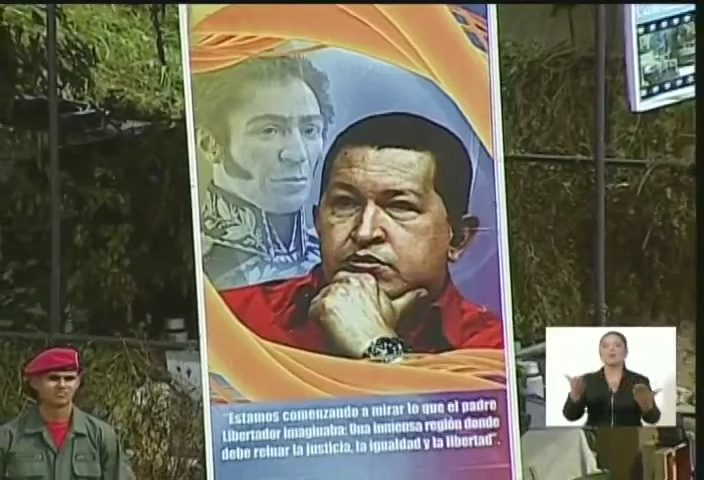 "Estamos comenzando a mirar lo que el padre
Libertador imaginaba: Una inmensa región donde
debe reinar la justicia, la igualdad y la libertad".